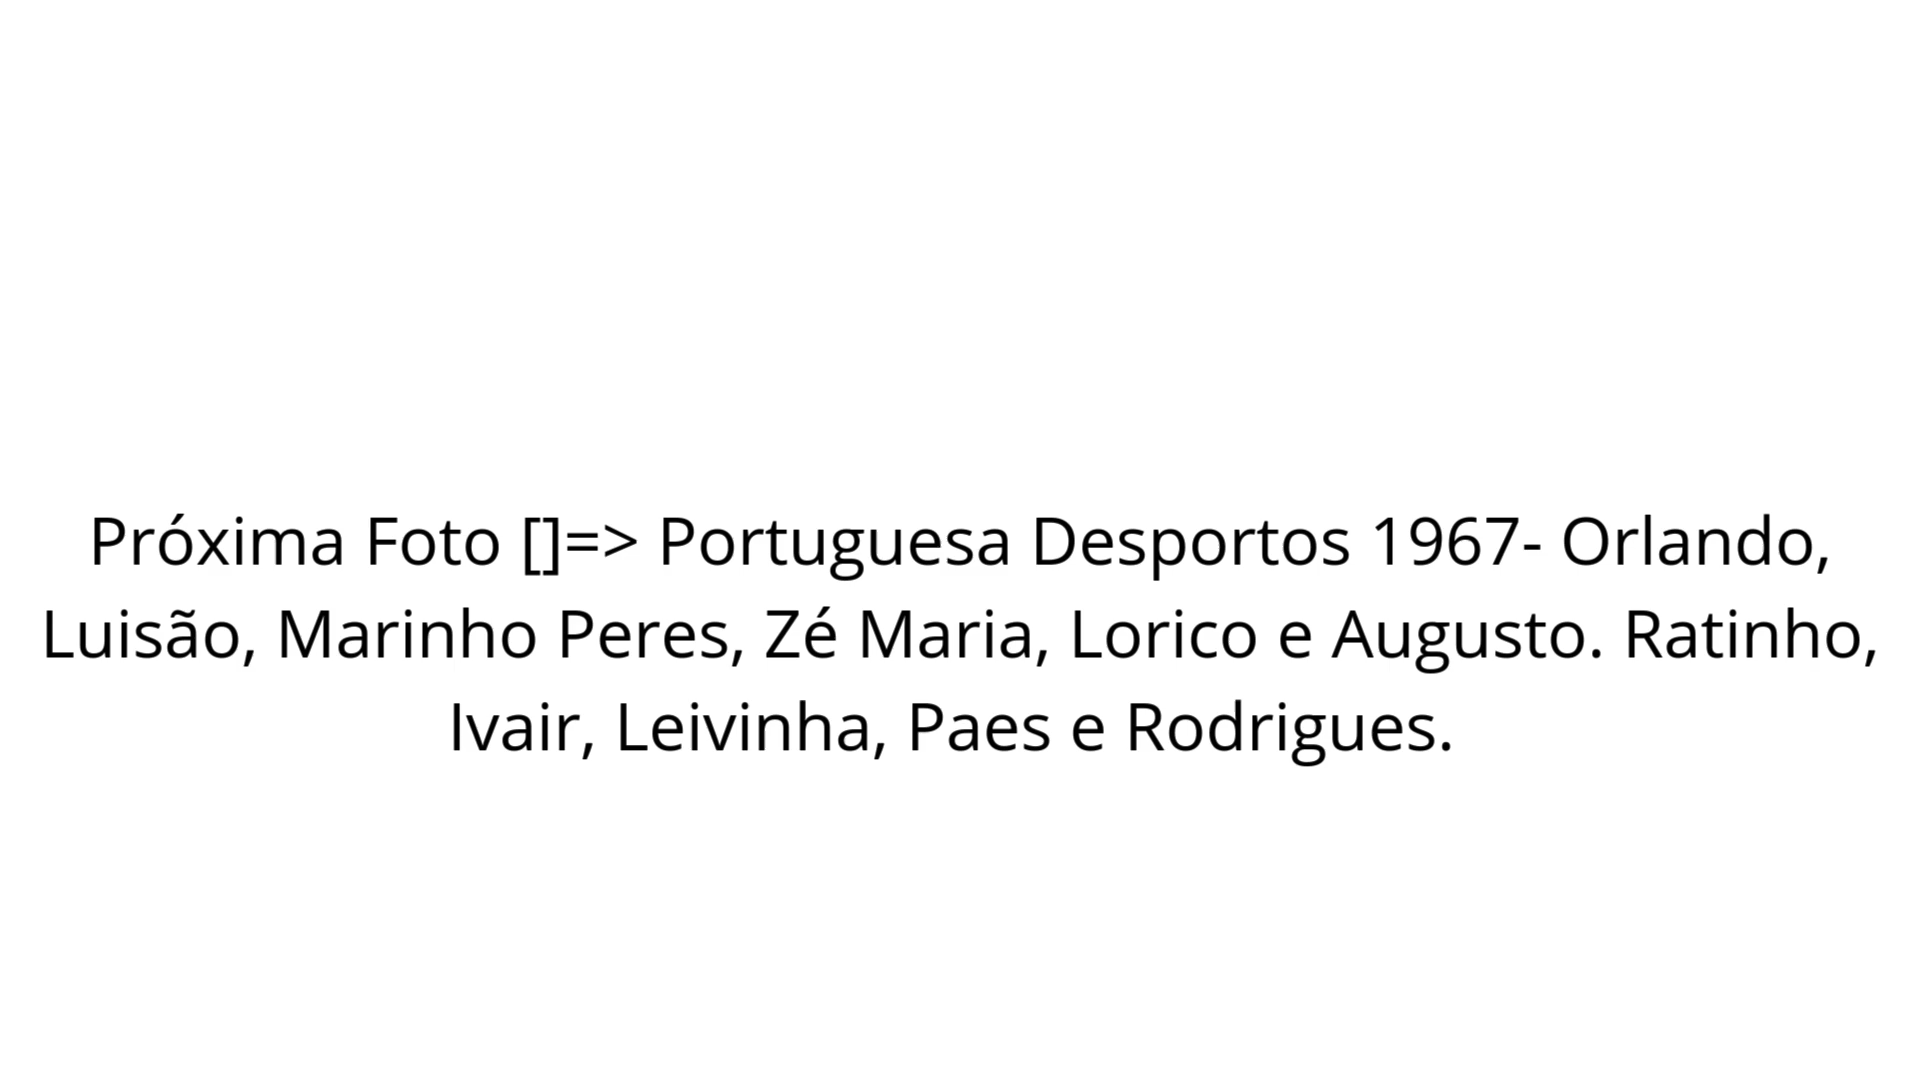 Próxima Foto []=> Portuguesa Desportos 1967- Orlando,
Luisão, Marinho Peres, Zé Maria, Lorico e Augusto. Ratinho,
Ivair, Leivinha, Paes e Rodrigues.